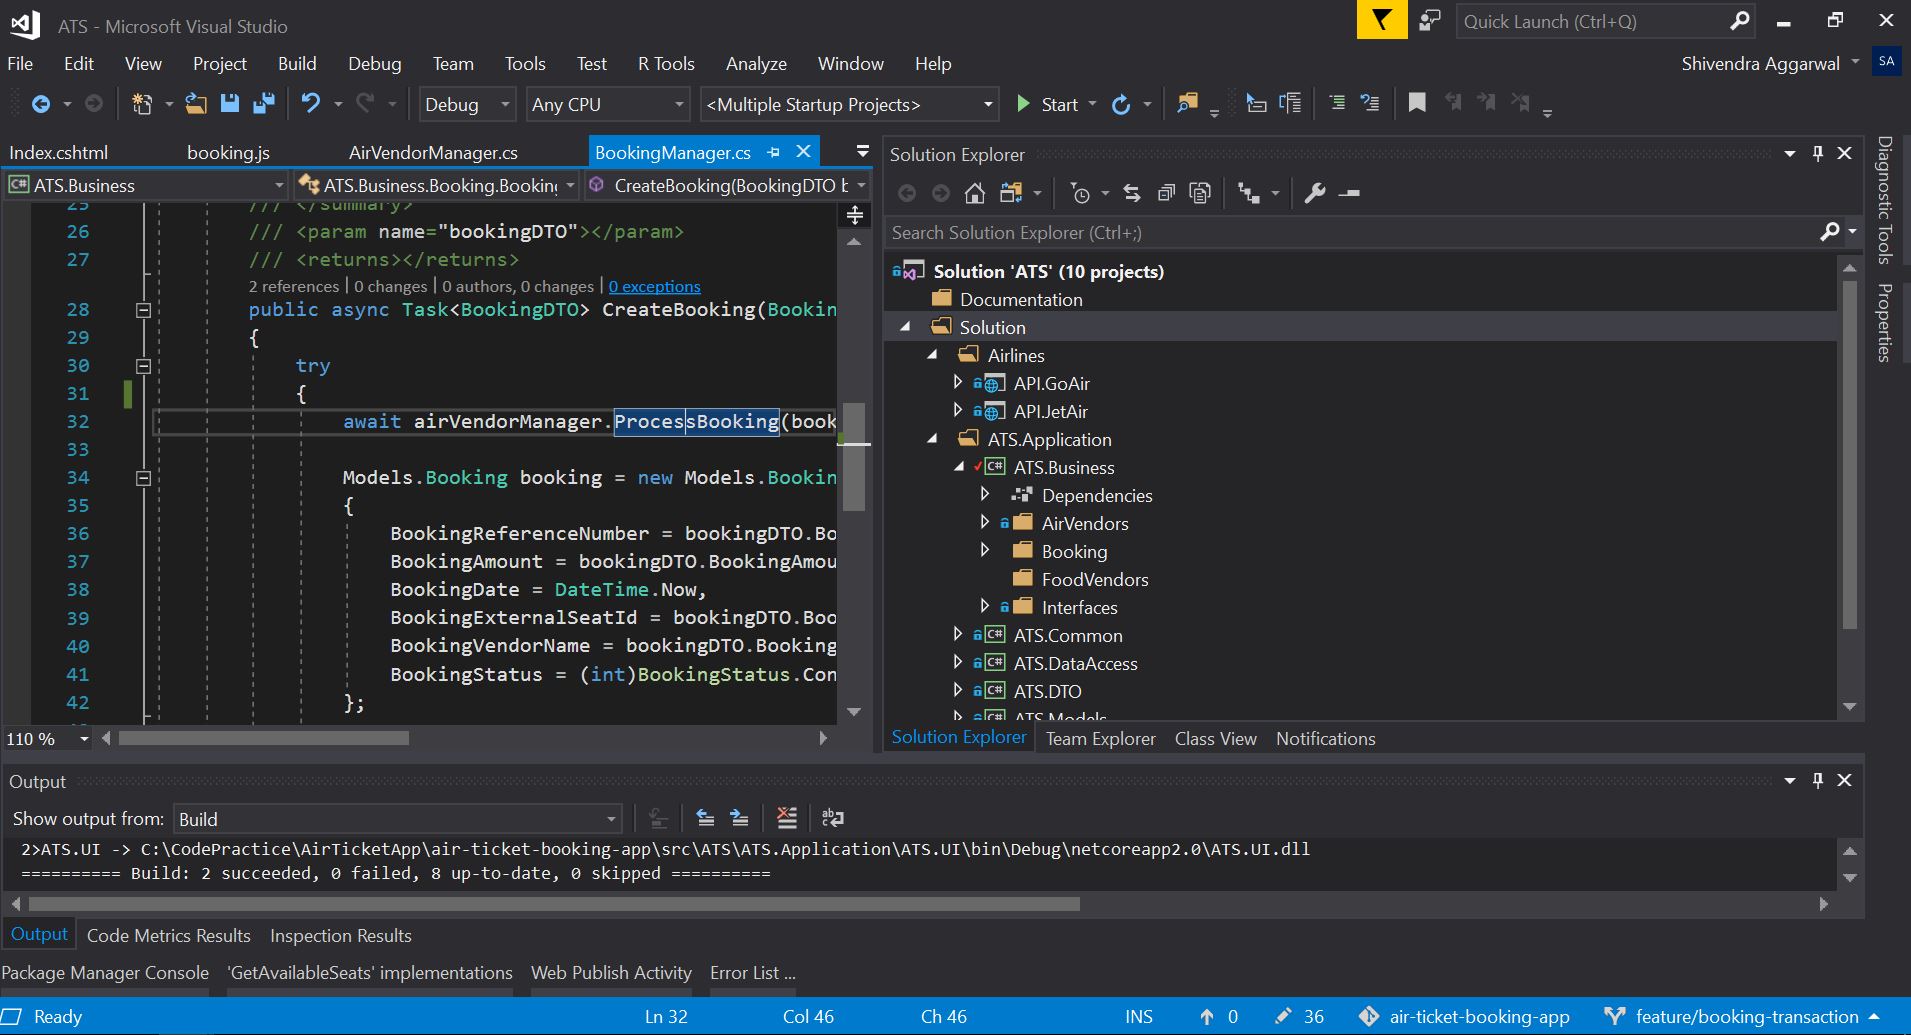 ATS - Microsoft Visual Studio
Quick Launch (Ctrl+Q)
File Edit View Project Build Debug Team Tools Test R Tools Analyze Window Help
Shivendra Aggarwal SA
Debug Any CPU <Multiple Startup Projects> Start
Index.cshtml booking.js AirVendorManager.cs BookingManager.cs
ATS.Business ATS.Business.Booking.Booking CreateBooking(BookingDTO b
25 /// </summary>
26 /// <param name="bookingDTO"></param>
27 /// <returns></returns>
2 references | 0 changes | 0 authors, 0 changes | 0 exceptions
28 public async Task<BookingDTO> CreateBooking(Bookin
29 {
30 try
31 {
32 await airVendorManager.ProcessBooking(book
33
34 Models.Booking booking = new Models.Bookin
35 {
36 BookingReferenceNumber = bookingDTO.Bo
37 BookingAmount = bookingDTO.BookingAmou
38 BookingDate = DateTime.Now,
39 BookingExternalSeatId = bookingDTO.Boo
40 BookingVendorName = bookingDTO.Booking
41 BookingStatus = (int)BookingStatus.Con
42 };
110 %
Solution Explorer
Search Solution Explorer (Ctrl+;)
Solution 'ATS' (10 projects)
Documentation
Solution
Airlines
API.GoAir
API.JetAir
ATS.Application
ATS.Business
Dependencies
AirVendors
Booking
FoodVendors
Interfaces
ATS.Common
ATS.DataAccess
ATS.DTO
ATS.Models
Solution Explorer Team Explorer Class View Notifications
Diagnostic Tools
Properties
Output
Show output from: Build
2>ATS.UI -> C:\CodePractice\AirTicketApp\air-ticket-booking-app\src\ATS\ATS.Application\ATS.UI\bin\Debug\netcoreapp2.0\ATS.UI.dll
========== Build: 2 succeeded, 0 failed, 8 up-to-date, 0 skipped ==========
Output Code Metrics Results Inspection Results
Package Manager Console 'GetAvailableSeats' implementations Web Publish Activity Error List ...
Ready Ln 32 Col 46 Ch 46 INS 0 36 air-ticket-booking-app feature/booking-transaction